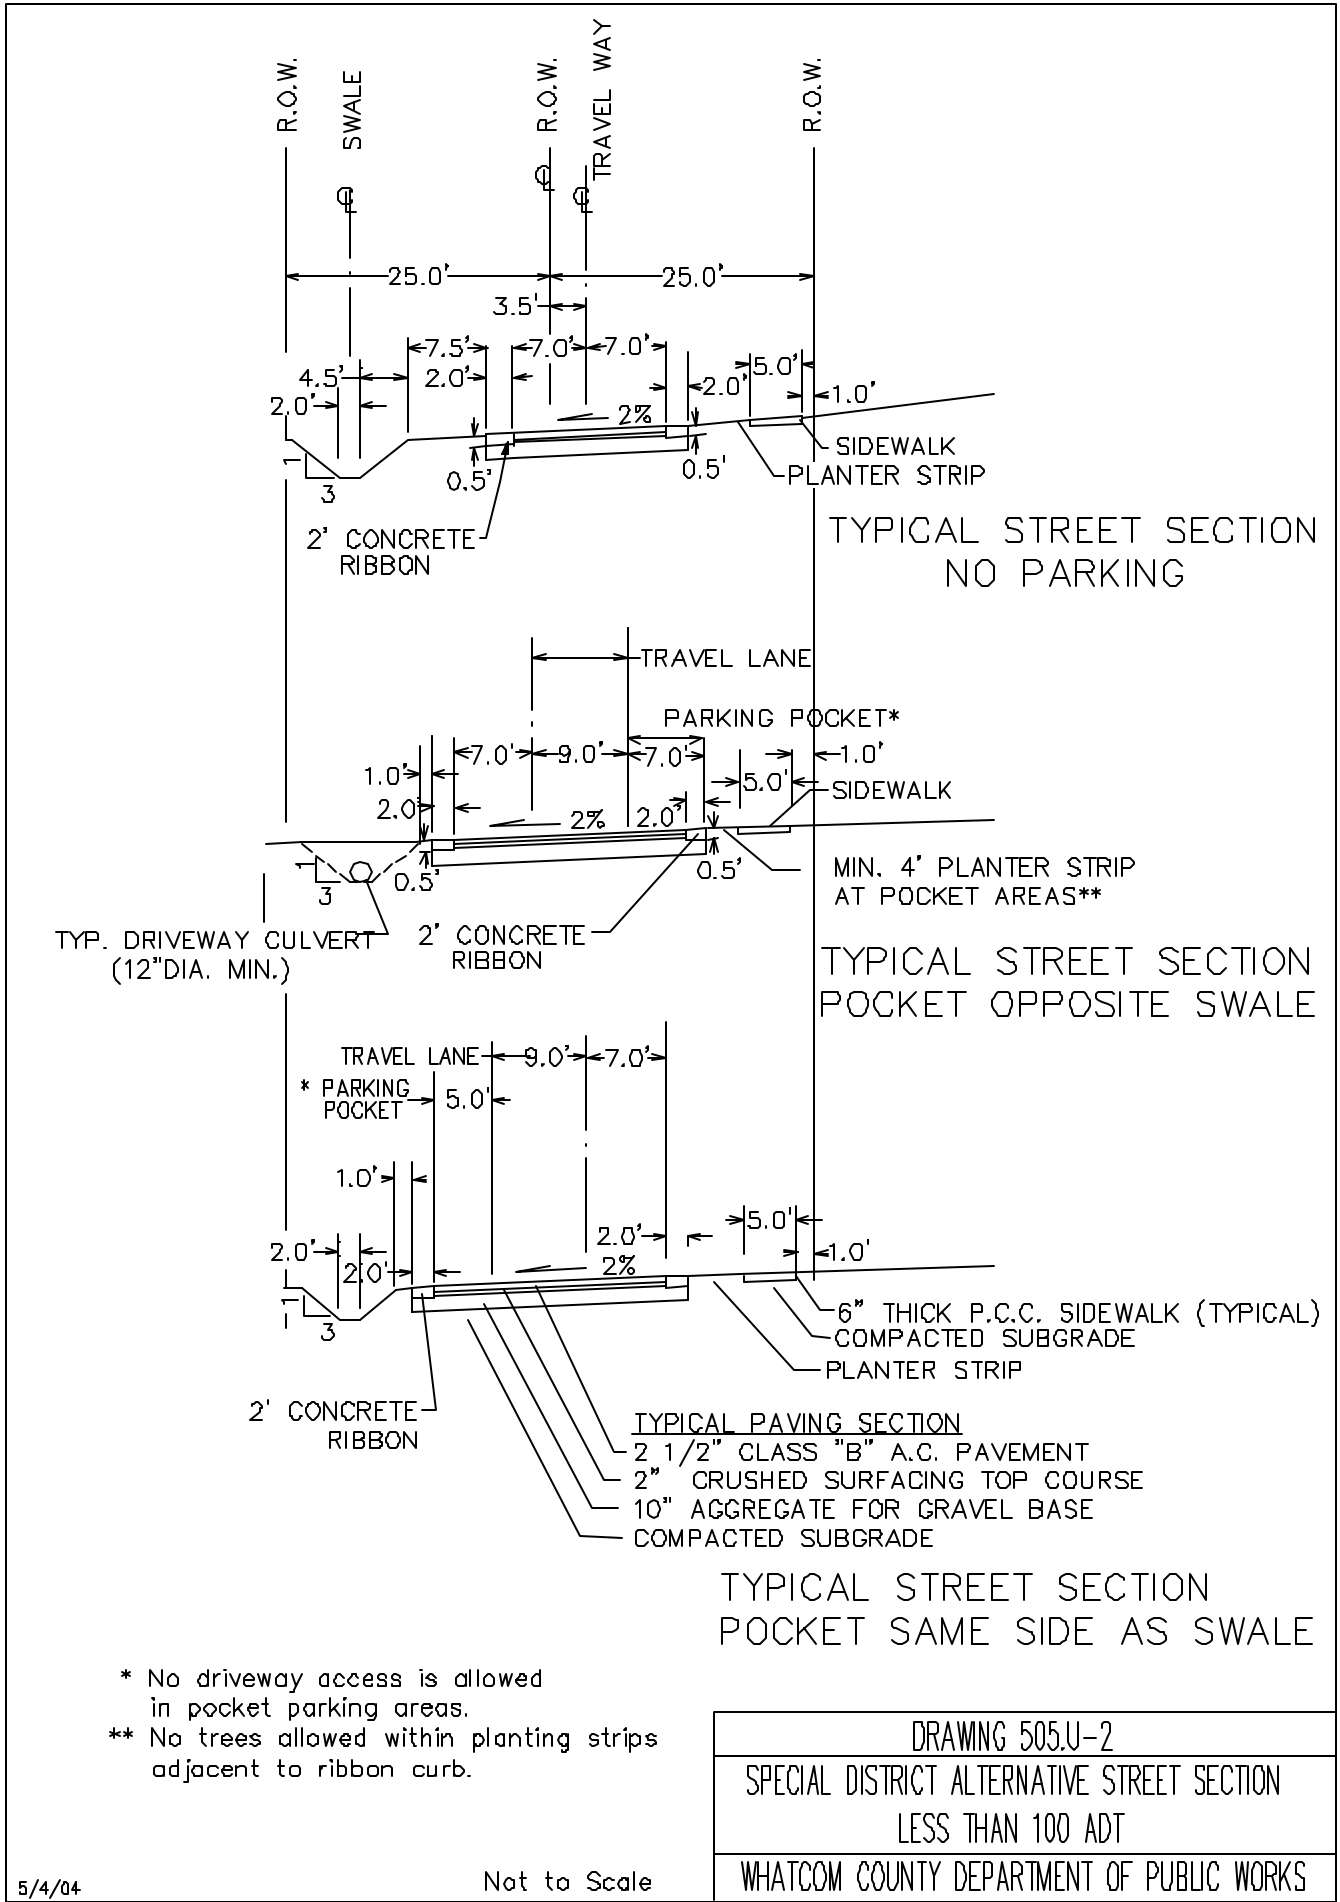 R.O.W.
SWALE
R.O.W.
TRAVEL WAY
R.O.W.
25.0'
25.0'
3.5'
7.5'
7.0'
7.0'
4.5'
2.0'
2.0'
5.0'
2.0'
1.0'
2%
SIDEWALK
1
3
0.5'
0.5'
PLANTER STRIP
2' CONCRETE
RIBBON
TYPICAL STREET SECTION
NO PARKING
TRAVEL LANE
PARKING POCKET*
7.0'
9.0'
7.0'
1.0'
1.0'
5.0'
2.0'
2.0'
2%
SIDEWALK
1
3
0.5'
0.5'
MIN. 4' PLANTER STRIP
AT POCKET AREAS**
TYP. DRIVEWAY CULVERT
(12"DIA. MIN.)
2' CONCRETE
RIBBON
TYPICAL STREET SECTION
POCKET OPPOSITE SWALE
TRAVEL LANE
9.0'
7.0'
* PARKING
POCKET
5.0'
1.0'
5.0'
2.0'
2.0'
2.0'
2%
1.0'
1
3
6" THICK P.C.C. SIDEWALK (TYPICAL)
COMPACTED SUBGRADE
PLANTER STRIP
2' CONCRETE
RIBBON
TYPICAL PAVING SECTION
2 1/2" CLASS "B" A.C. PAVEMENT
2" CRUSHED SURFACING TOP COURSE
10" AGGREGATE FOR GRAVEL BASE
COMPACTED SUBGRADE
TYPICAL STREET SECTION
POCKET SAME SIDE AS SWALE
* No driveway access is allowed
in pocket parking areas.
** No trees allowed within planting strips
adjacent to ribbon curb.
DRAWING 505.U-2
SPECIAL DISTRICT ALTERNATIVE STREET SECTION
LESS THAN 100 ADT
WHATCOM COUNTY DEPARTMENT OF PUBLIC WORKS
Not to Scale
5/4/04